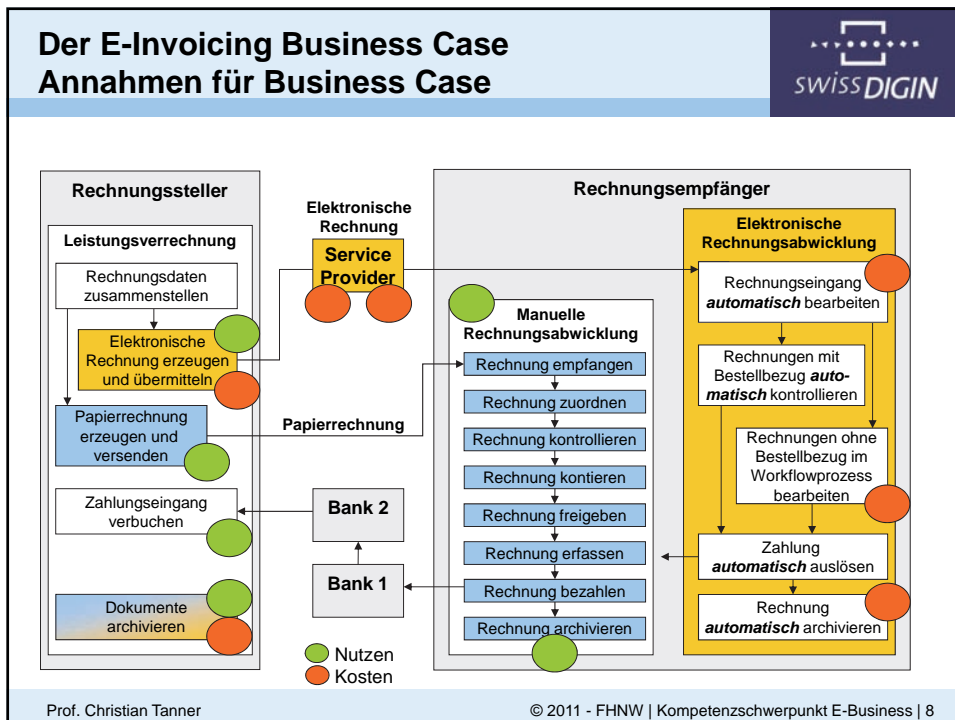 Der E-Invoicing Business Case
Annahmen für Business Case
swiss DIGIN
Rechnungssteller
Leistungsverrechnung
Rechnungsdaten
zusammenstellen
Elektronische
Rechnung erzeugen
und übermitteln
Papierrechnung
erzeugen und
versenden
Zahlungseingang
verbuchen
Dokumente
archivieren
Elektronische
Rechnung
Service
Provider
Papierrechnung
Bank 2
Bank 1
Nutzen
Kosten
Rechnungsempfänger
Manuelle
Rechnungsabwicklung
Rechnung empfangen
Rechnung zuordnen
Rechnung kontrollieren
Rechnung kontieren
Rechnung freigeben
Rechnung erfassen
Rechnung bezahlen
Rechnung archivieren
Elektronische
Rechnungsabwicklung
Rechnungseingang
automatisch bearbeiten
Rechnungen mit
Bestellbezug auto-
matisch kontrollieren
Rechnungen ohne
Bestellbezug im
Workflowprozess
bearbeiten
Zahlung
automatisch auslösen
Rechnung
automatisch archivieren
Prof. Christian Tanner
© 2011 - FHNW | Kompetenzschwerpunkt E-Business | 8